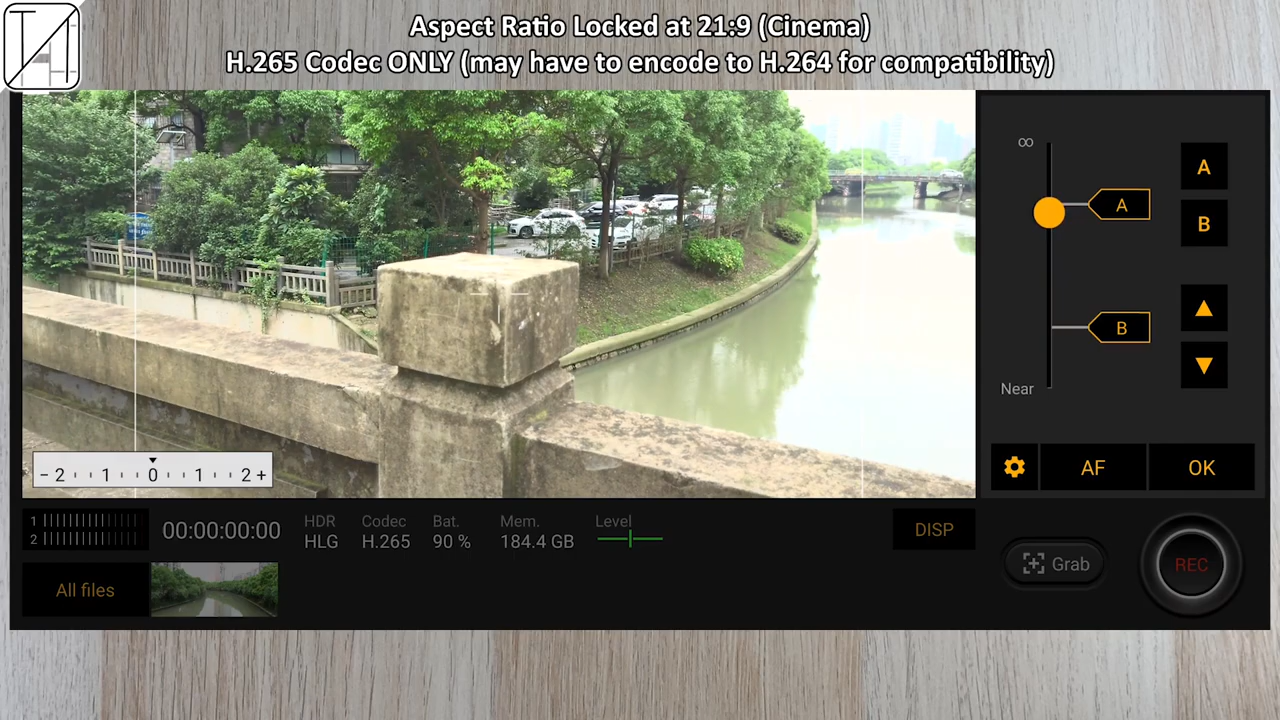 Aspect Ratio Locked at 21:9 (Cinema)
H.265 Codec ONLY (may have to encode to H.264 for compatibility)
∞
A
A
B
B
Near
− 2 1 0 1 2 +
AF
OK
1
2
00:00:00:00
HDR
HLG
Codec
H.265
Bat.
90 %
Mem.
184.4 GB
Level
DISP
Grab
REC
All files